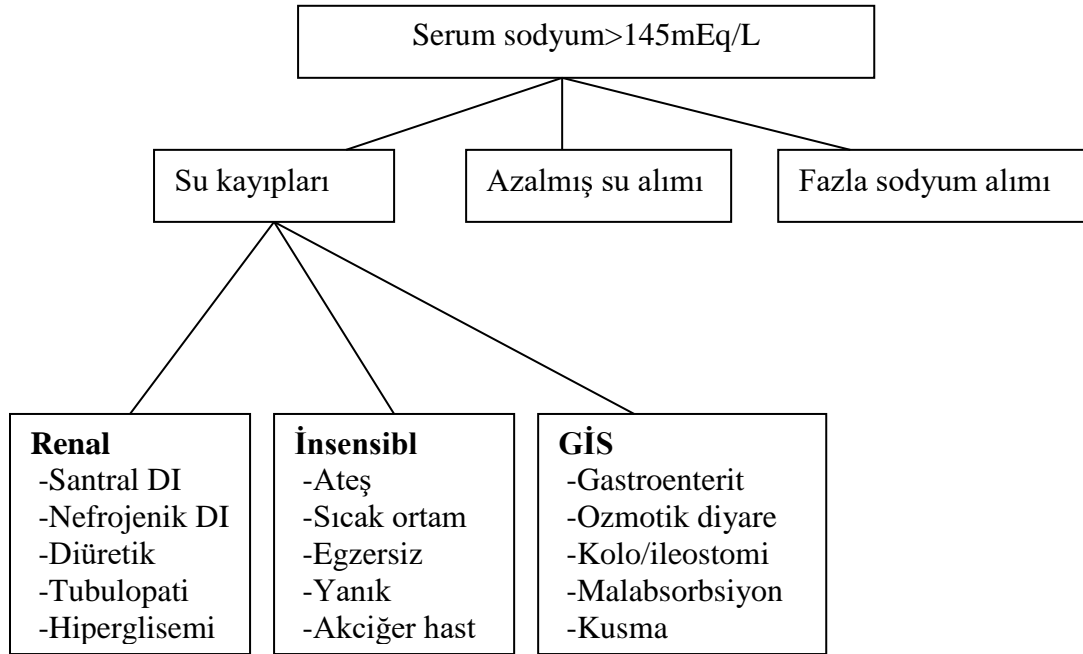 Serum sodyum>145mEq/L
Su kayıpları
Azalmış su alımı
Fazla sodyum alımı
Renal
-Santral DI
-Nefrojenik DI
-Diüretik
-Tubulopati
-Hiperglisemi
İnsensibl
-Ateş
-Sıcak ortam
-Egzersiz
-Yanık
-Akciğer hast
GİS
-Gastroenterit
-Ozmotik diyare
-Kolo/ileostomi
-Malabsorbsiyon
-Kusma